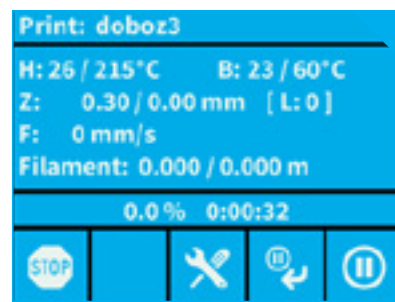 Print: doboz3
H: 26 / 215°C B: 23 / 60°C
Z: 0.30 / 0.00 mm [ L: 0 ]
F: 0 mm/s
Filament: 0.000 / 0.000 m
0.0 % 0:00:32
STOP